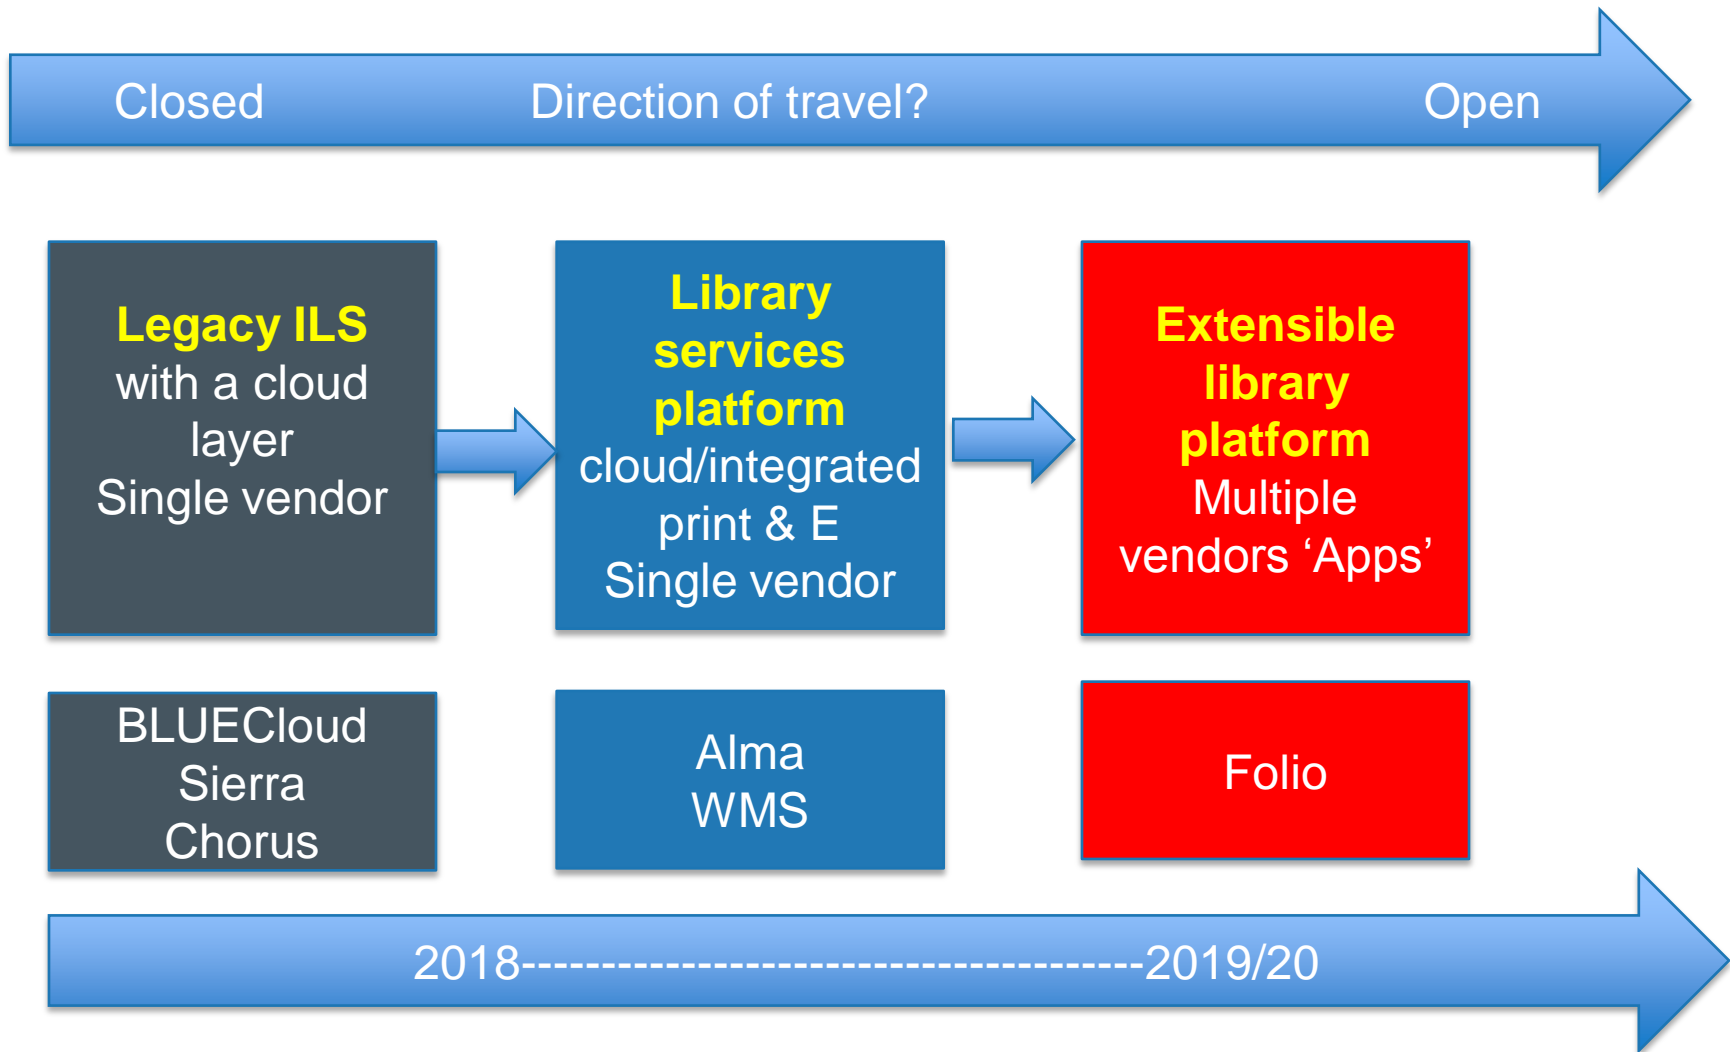 Closed Direction of travel? Open
Legacy ILS
with a cloud
layer
Single vendor
Library
services
platform
cloud/integrated
print & E
Single vendor
Extensible
library
platform
Multiple
vendors ‘Apps’
BLUECloud
Sierra
Chorus
Alma
WMS
Folio
2018---------------------------------------2019/20